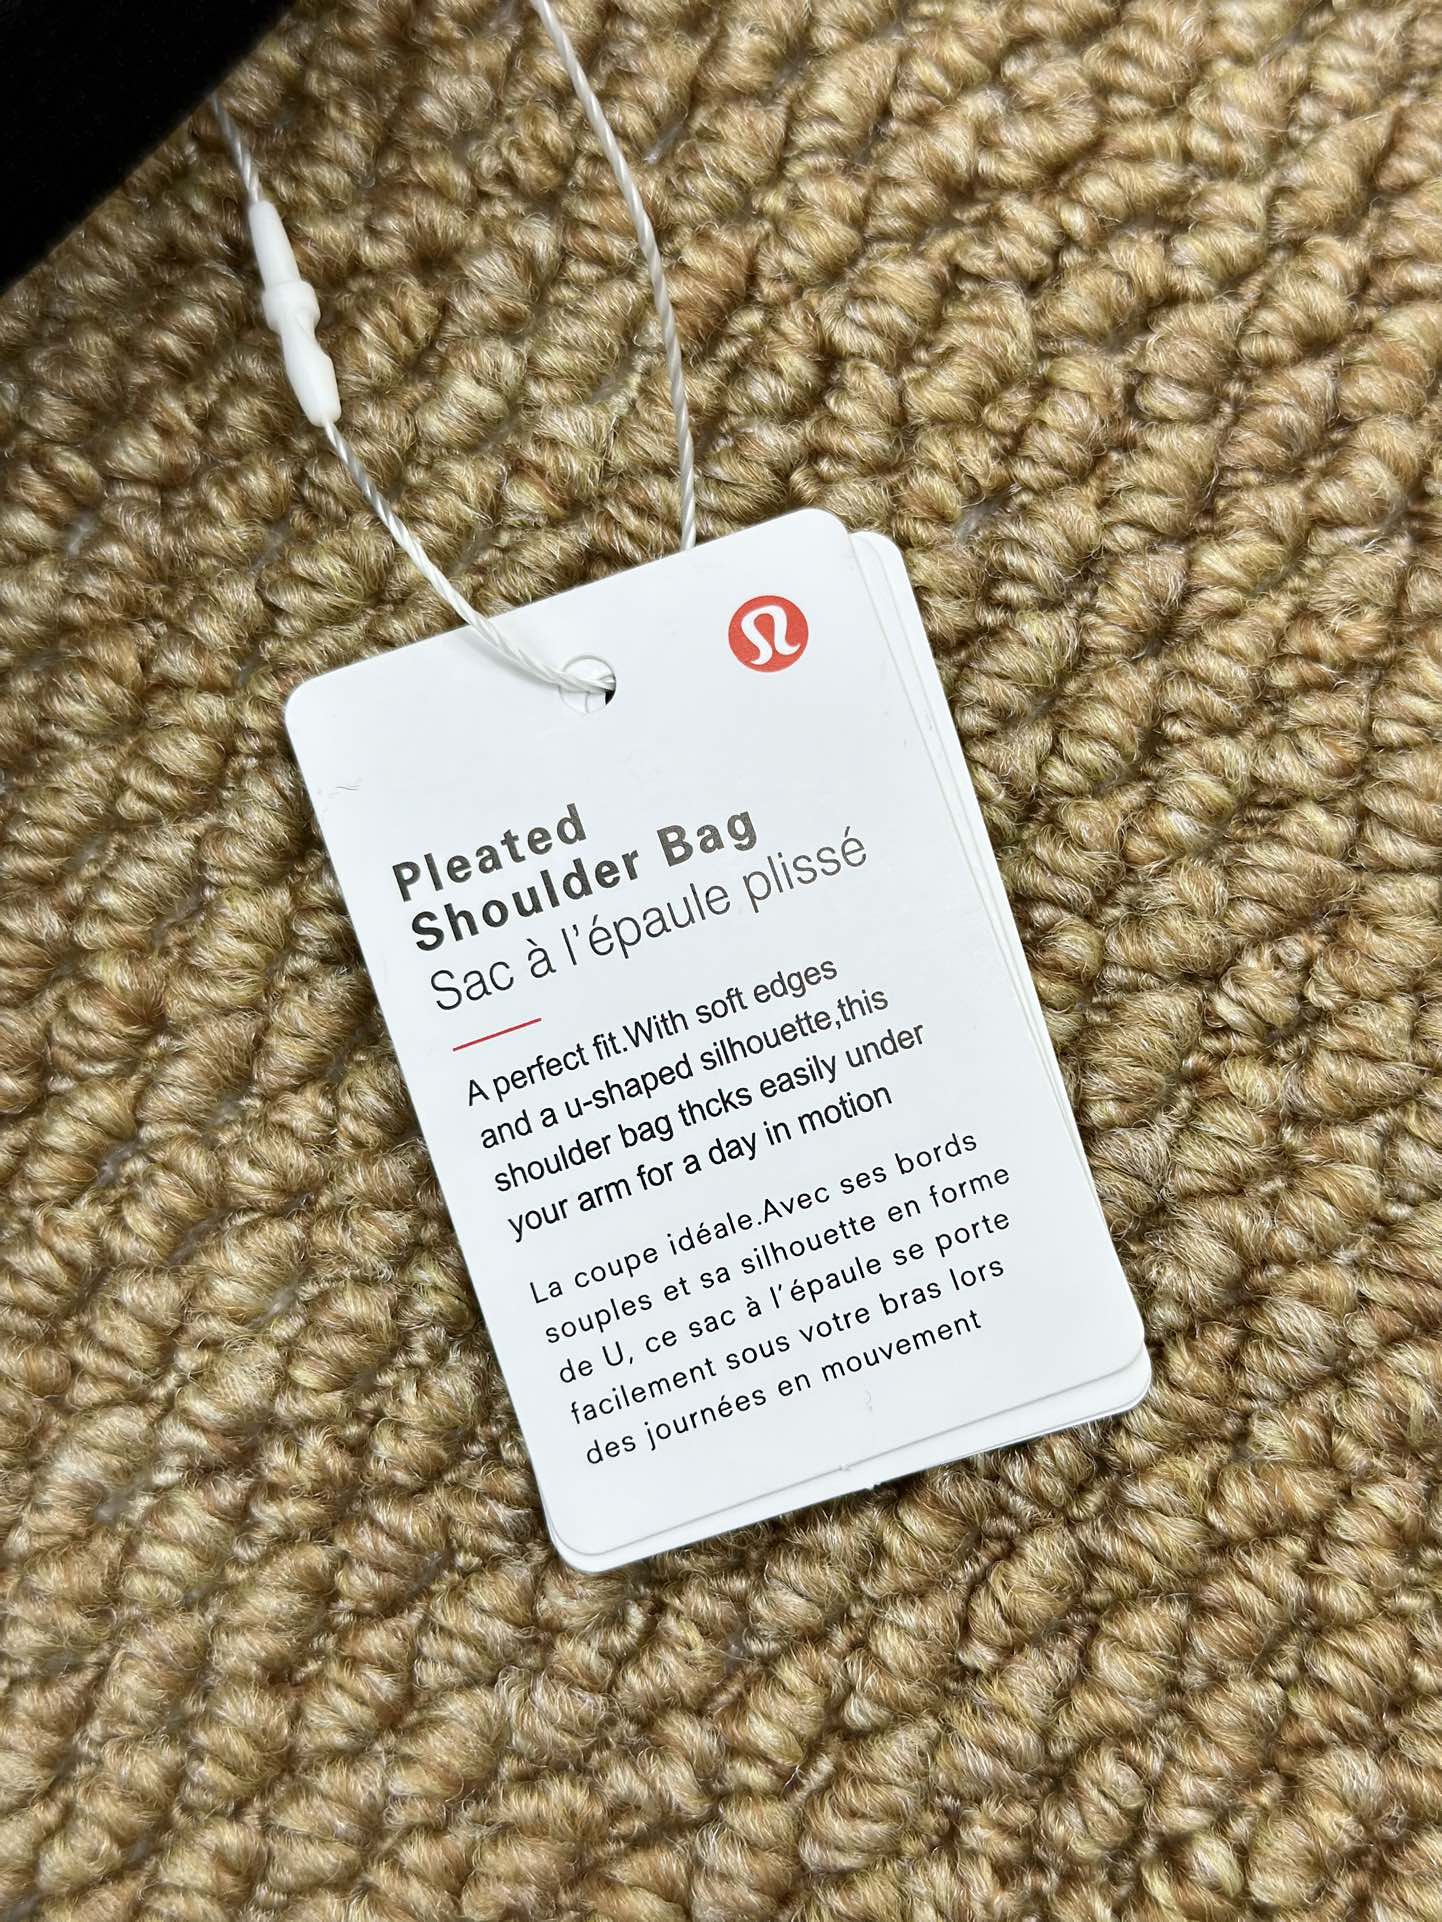 Pleated
Shoulder Bag
Sac à l'épaule plissé
A perfect fit.With soft edges
and a u-shaped silhouette,this
shoulder bag thcks easily under
your arm for a day in motion
La coupe idéale.Avec ses bords
souples et sa silhouette en forme
de U, ce sac à l'épaule se porte
facilement sous votre bras lors
des journées en mouvement